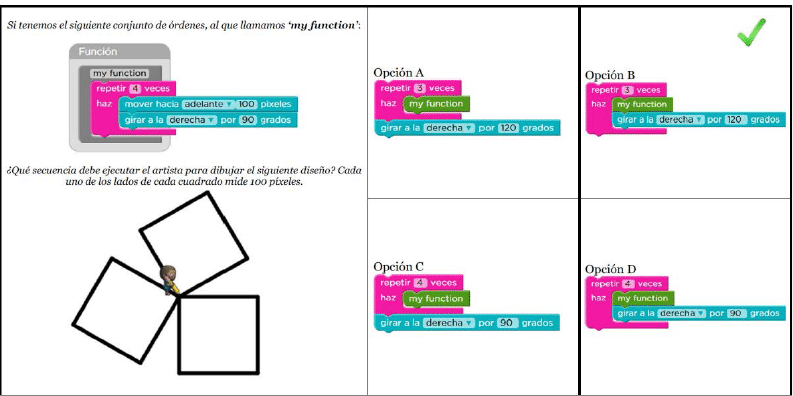 Si tenemos el siguiente conjunto de órdenes, al que llamamos 'my function':
Función
my function
repetir 4 veces
haz mover hacia adelante ▼ 100 píxeles
girar a la derecha ▼ por 90 grados
¿Qué secuencia debe ejecutar el artista para dibujar el siguiente diseño? Cada
uno de los lados de cada cuadrado mide 100 píxeles.
Opción A
repetir 3 veces
haz my function
girar a la derecha ▼ por 120 grados
Opción B
repetir 3 veces
haz my function
girar a la derecha ▼ por 120 grados
Opción C
repetir 4 veces
haz my function
girar a la derecha ▼ por 90 grados
Opción D
repetir 4 veces
haz my function
girar a la derecha ▼ por 90 grados